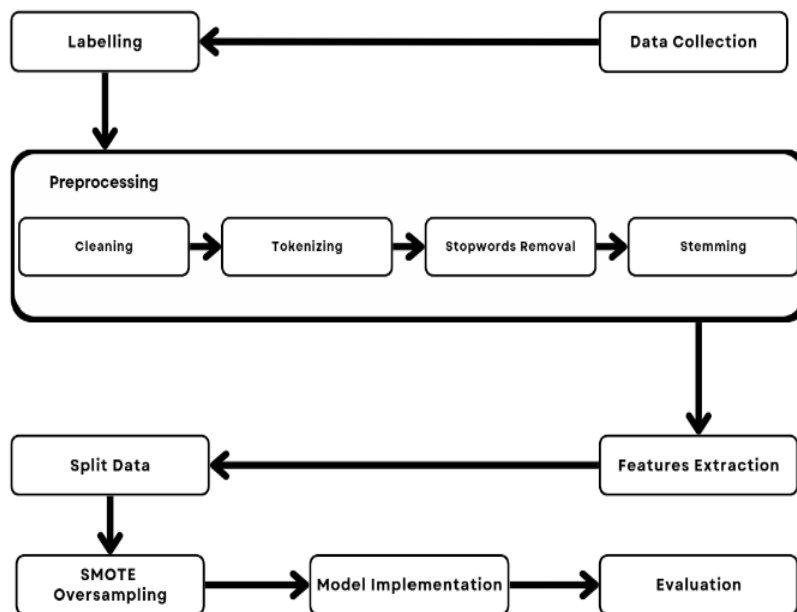 Labelling
Data Collection
Preprocessing
Cleaning
Tokenizing
Stopwords Removal
Stemming
Split Data
Features Extraction
SMOTE
Oversampling
Model Implementation
Evaluation